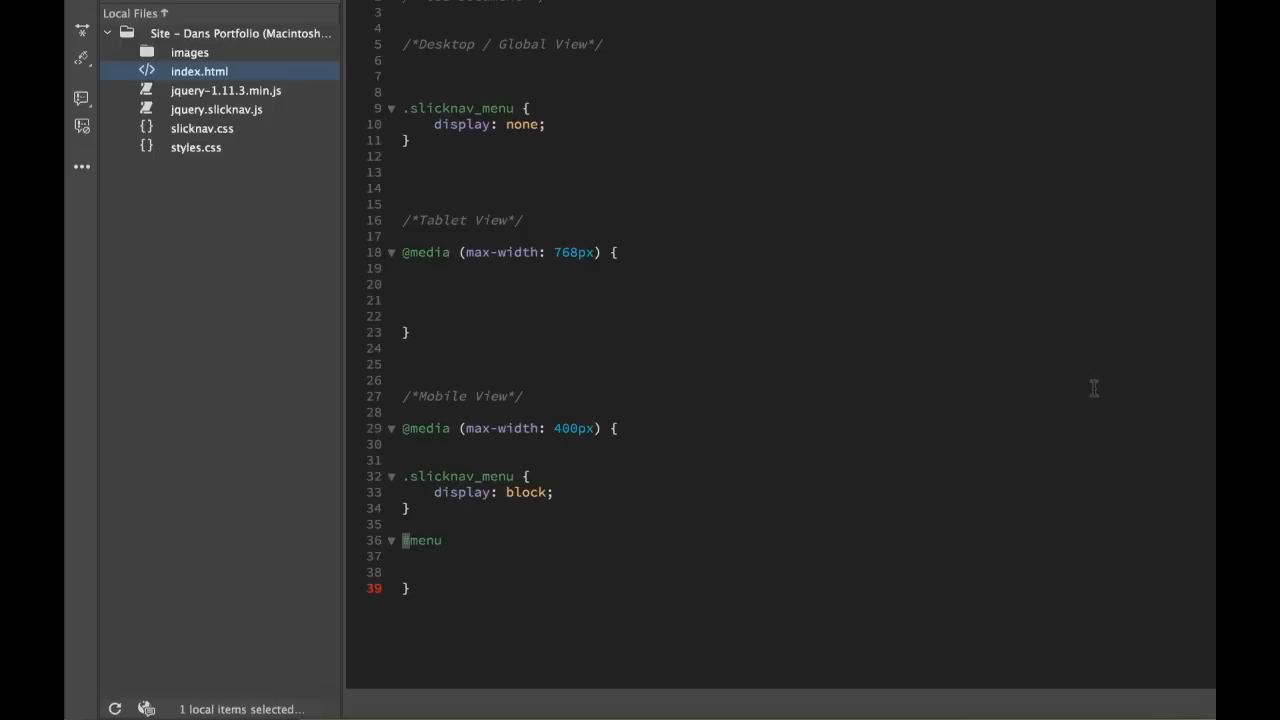 Local Files ↑
Site – Dans Portfolio (Macintosh...
images
index.html
jquery-1.11.3.min.js
jquery.slicknav.js
slicknav.css
styles.css
1 local items selected...
3
4
5 /*Desktop / Global View*/
6
7
8
9 .slicknav_menu {
10 display: none;
11 }
12
13
14
15
16 /*Tablet View*/
17
18 @media (max-width: 768px) {
19
20
21
22
23 }
24
25
26
27 /*Mobile View*/
28
29 @media (max-width: 400px) {
30
31
32 .slicknav_menu {
33 display: block;
34 }
35
36 #menu
37
38
39 }